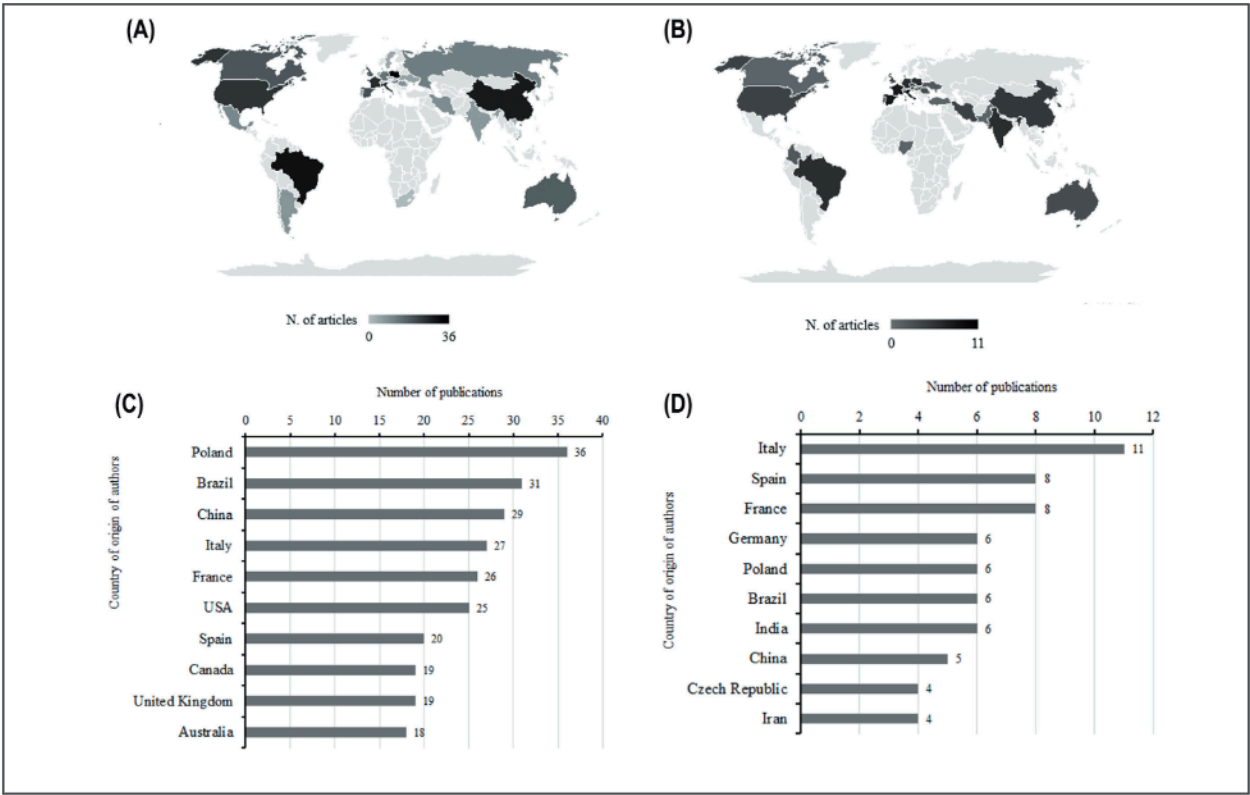 (A)
(B)
N. of articles
0
36
N. of articles
0
11
(C)
Number of publications
0 5 10 15 20 25 30 35 40
Country of origin of authors
Poland 36
Brazil 31
China 29
Italy 27
France 26
USA 25
Spain 20
Canada 19
United Kingdom 19
Australia 18
(D)
Number of publications
0 2 4 6 8 10 12
Country of origin of authors
Italy 11
Spain 8
France 8
Germany 6
Poland 6
Brazil 6
India 6
China 5
Czech Republic 4
Iran 4